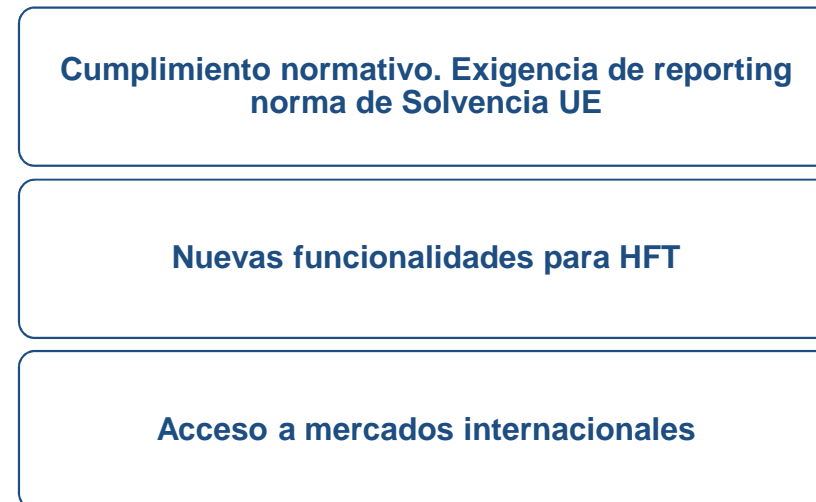 Cumplimiento normativo. Exigencia de reporting
norma de Solvencia UE
Nuevas funcionalidades para HFT
Acceso a mercados internacionales